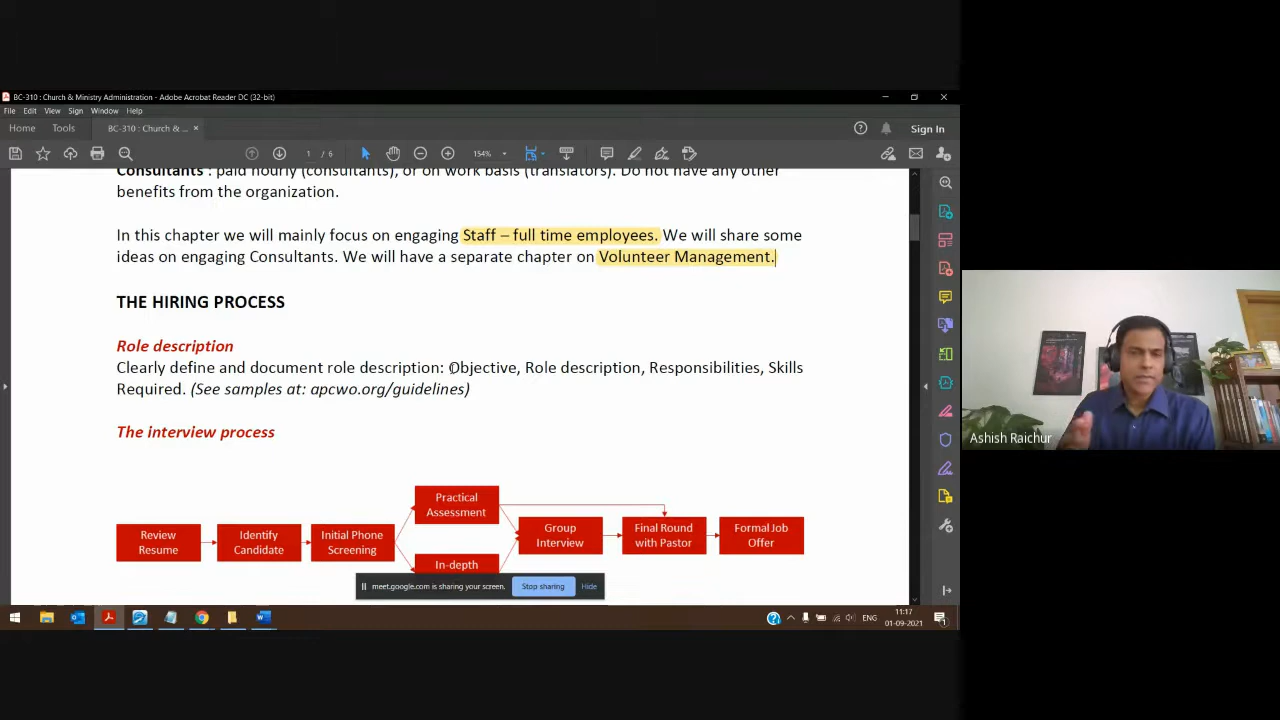 BC-310 : Church & Ministry Administration - Adobe Acrobat Reader DC (32-bit)
File Edit View Sign Window Help
Home Tools BC-310 : Church & ... × Sign In
1 / 6 154%
Consultants : paid hourly (consultants), or on work basis (translators). Do not have any other
benefits from the organization.
In this chapter we will mainly focus on engaging Staff – full time employees. We will share some
ideas on engaging Consultants. We will have a separate chapter on Volunteer Management.
THE HIRING PROCESS
Role description
Clearly define and document role description: Objective, Role description, Responsibilities, Skills
Required. (See samples at: apcwo.org/guidelines)
The interview process
Practical
Assessment
Review
Resume
Identify
Candidate
Initial Phone
Screening
Group
Interview
Final Round
with Pastor
Formal Job
Offer
In-depth
meet.google.com is sharing your screen. Stop sharing Hide
ENG
11:17
01-09-2021
Ashish Raichur